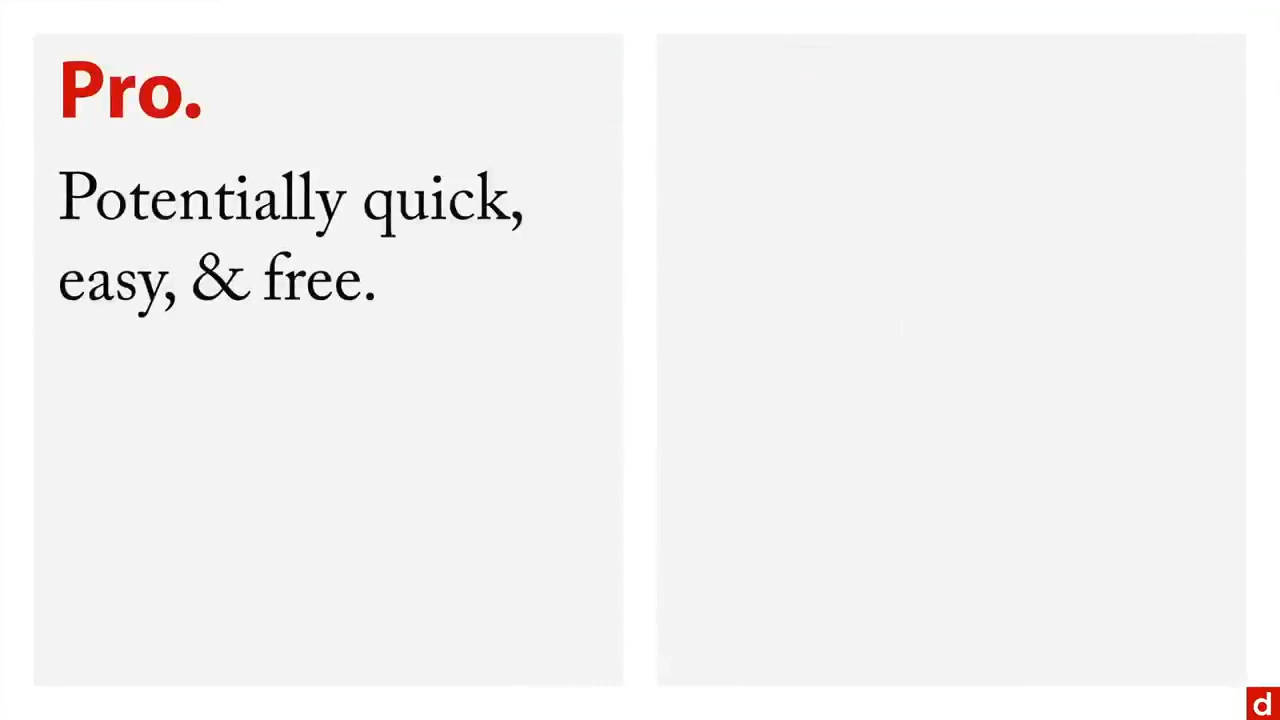 Pro.
Potentially quick,
easy, & free.
d